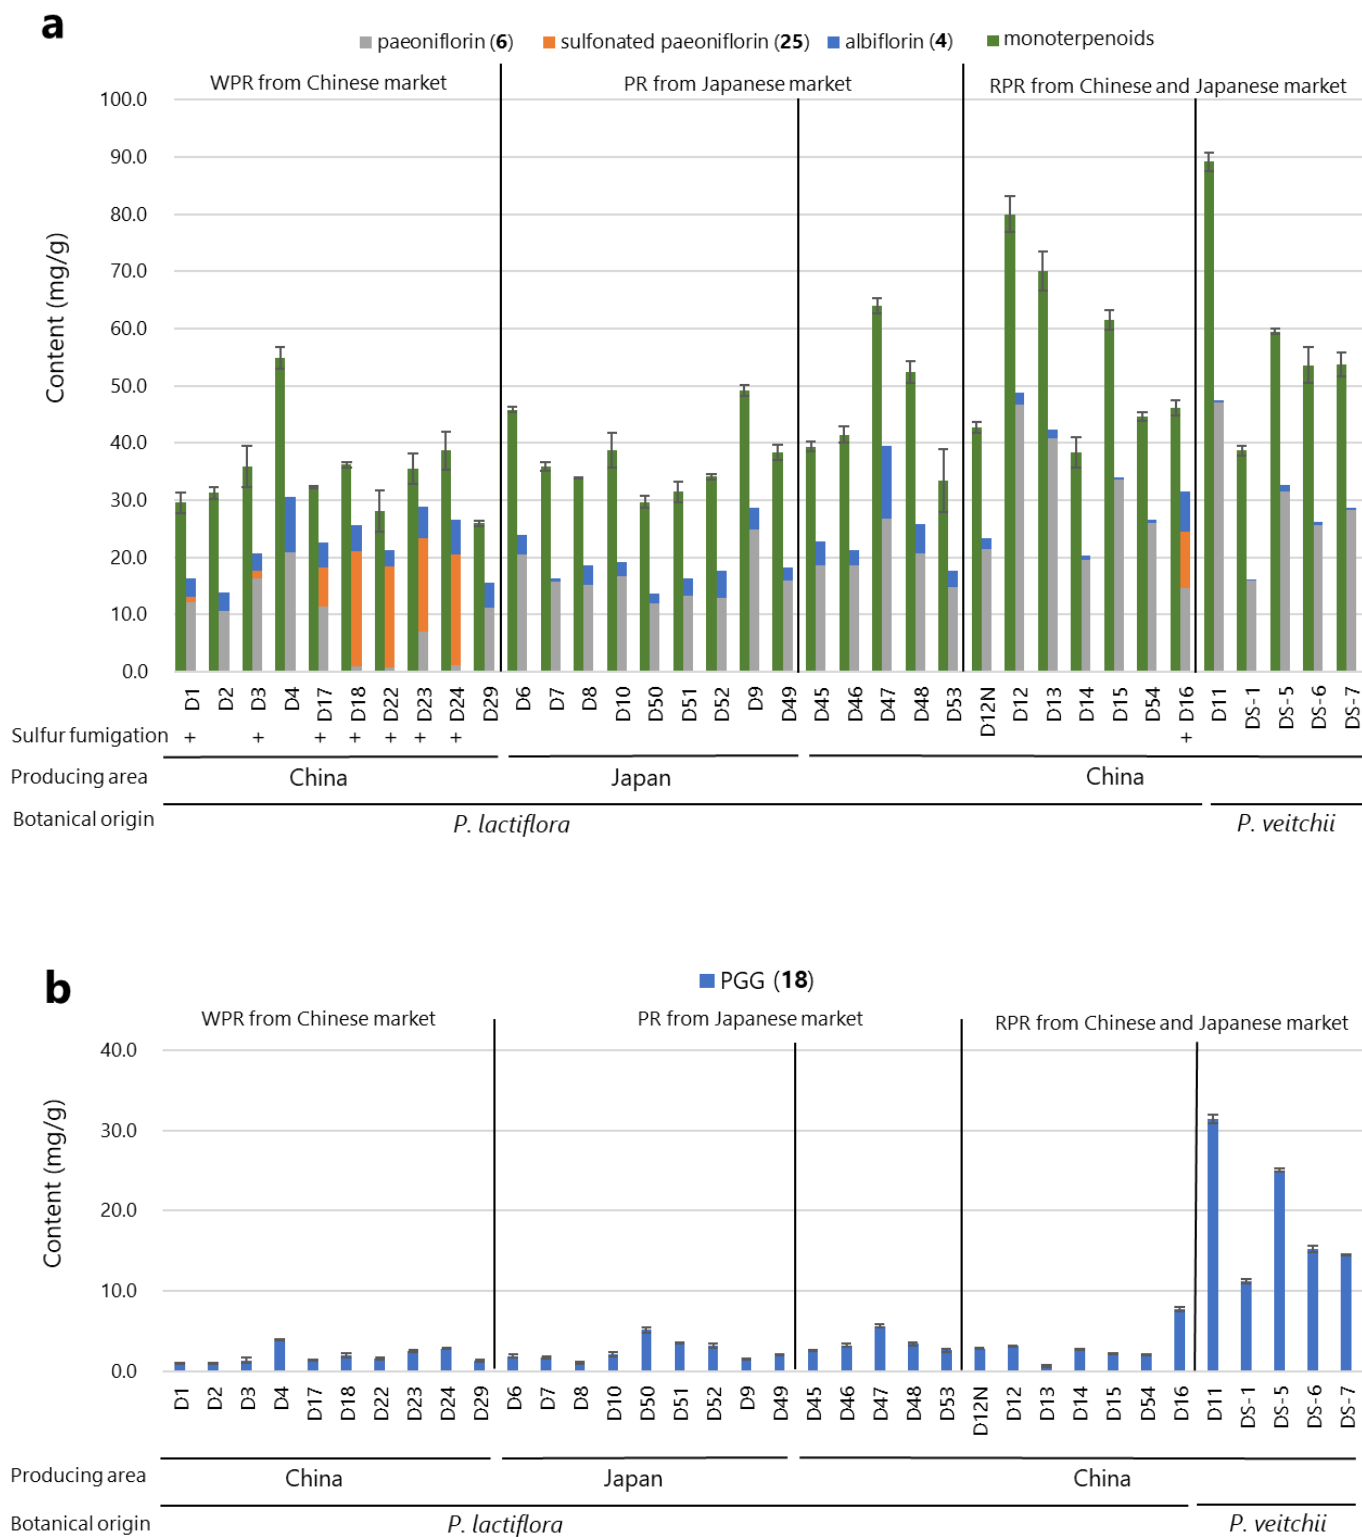 a
paeoniflorin (6) sulfonated paeoniflorin (25) albiflorin (4) monoterpenoids
WPR from Chinese market PR from Japanese market RPR from Chinese and Japanese market
Content (mg/g)
100.0
90.0
80.0
70.0
60.0
50.0
40.0
30.0
20.0
10.0
0.0
D1 D2 D3 D4 D17 D18 D22 D23 D24 D29 D6 D7 D8 D10 D50 D51 D52 D9 D49 D45 D46 D47 D48 D53 D12N D12 D13 D14 D15 D54 D16 D11 DS-1 DS-5 DS-6 DS-7
Sulfur fumigation + + + + + + + +
Producing area China Japan China
Botanical origin P. lactiflora P. veitchii
b
PGG (18)
WPR from Chinese market PR from Japanese market RPR from Chinese and Japanese market
Content (mg/g)
40.0
30.0
20.0
10.0
0.0
D1 D2 D3 D4 D17 D18 D22 D23 D24 D29 D6 D7 D8 D10 D50 D51 D52 D9 D49 D45 D46 D47 D48 D53 D12N D12 D13 D14 D15 D54 D16 D11 DS-1 DS-5 DS-6 DS-7
Producing area China Japan China
Botanical origin P. lactiflora P. veitchii